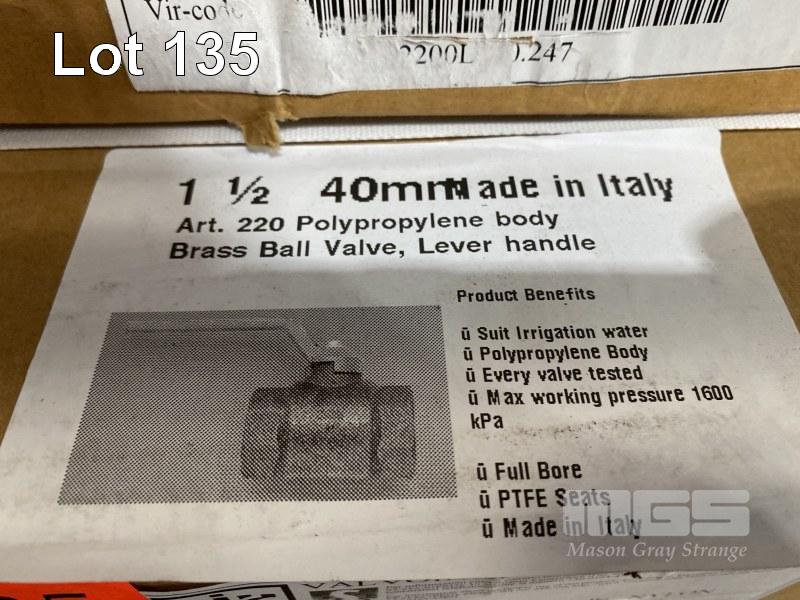 Vir-code
Lot 135
2200L 0.247
1 ½ 40mm Made in Italy
Art. 220 Polypropylene body
Brass Ball Valve, Lever handle
Product Benefits
ü Suit Irrigation water
ü Polypropylene Body
ü Every valve tested
ü Max working pressure 1600
kPa
ü Full Bore
ü PTFE Seats
ü Made in Italy
MGS
Mason Gray Strange